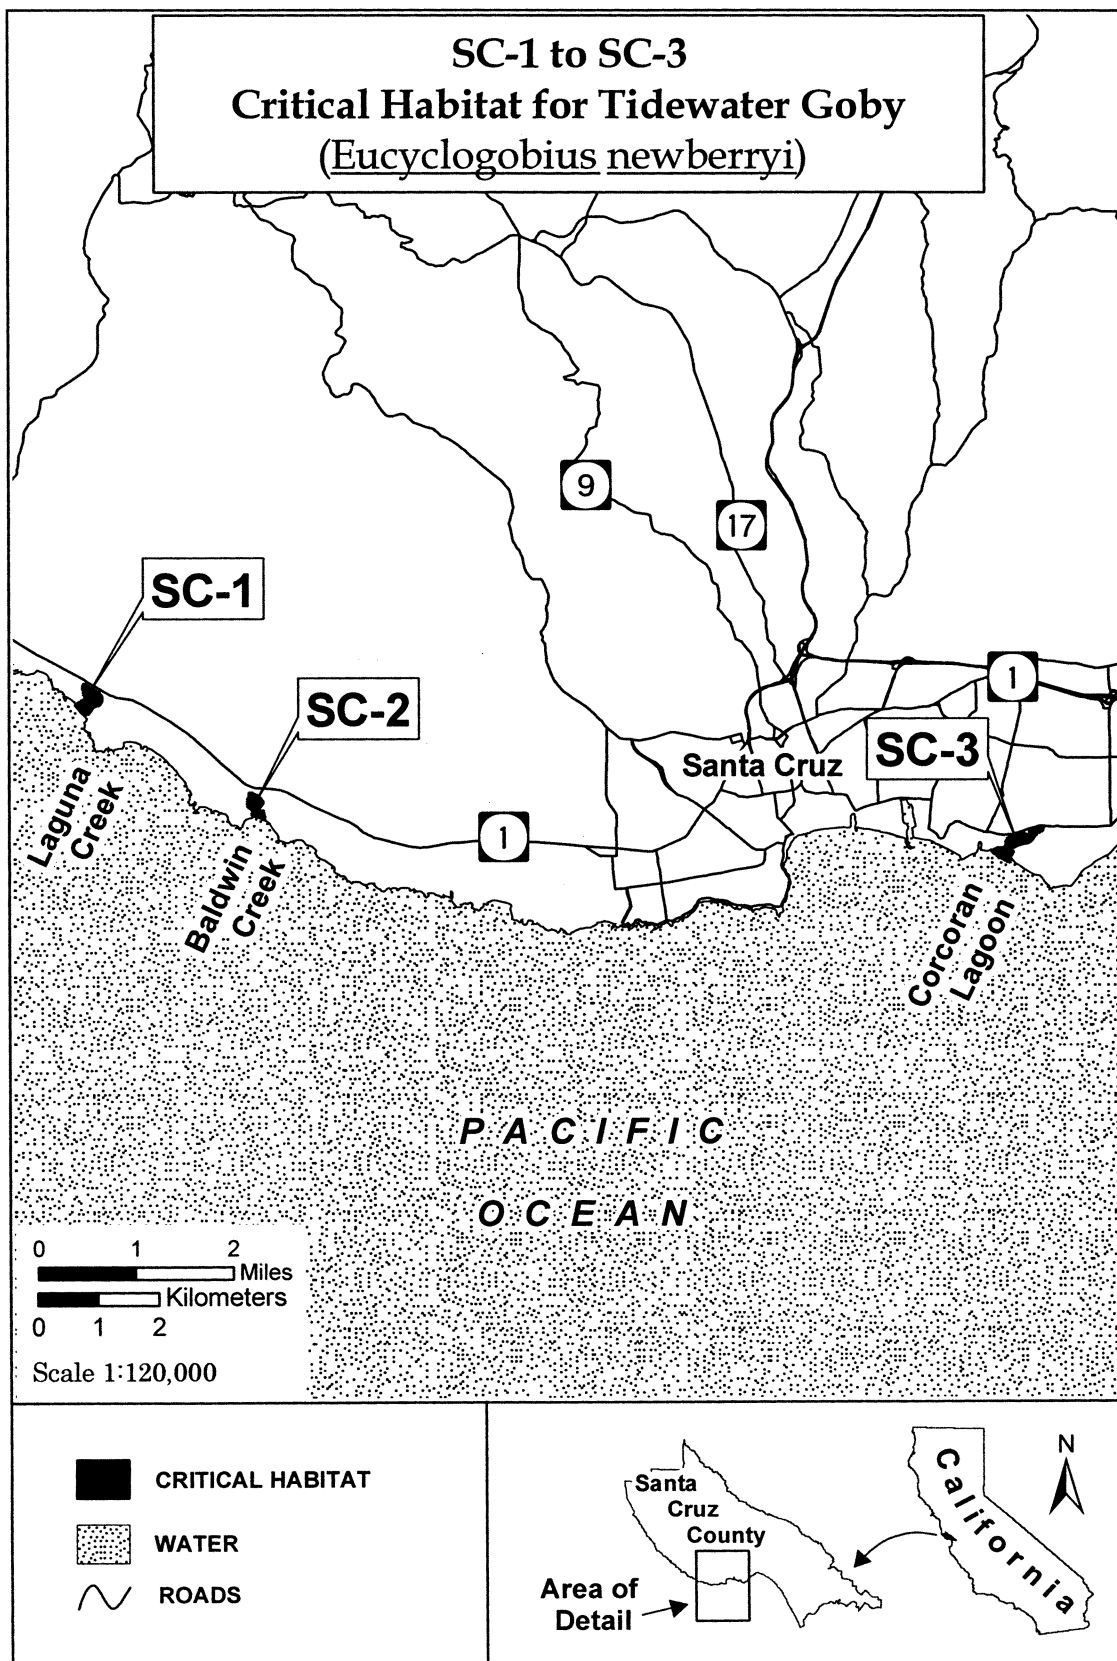 SC-1 to SC-3
Critical Habitat for Tidewater Goby
(Eucyclogobius newberryi)
9
17
SC-1
1
SC-2
SC-3
Santa Cruz
1
Laguna
Creek
Baldwin
Creek
Corcoran
Lagoon
PACIFIC
OCEAN
0 1 2
Miles
Kilometers
0 1 2
Scale 1:120,000
CRITICAL HABITAT
WATER
ROADS
Santa
Cruz
County
Area of
Detail
California
N